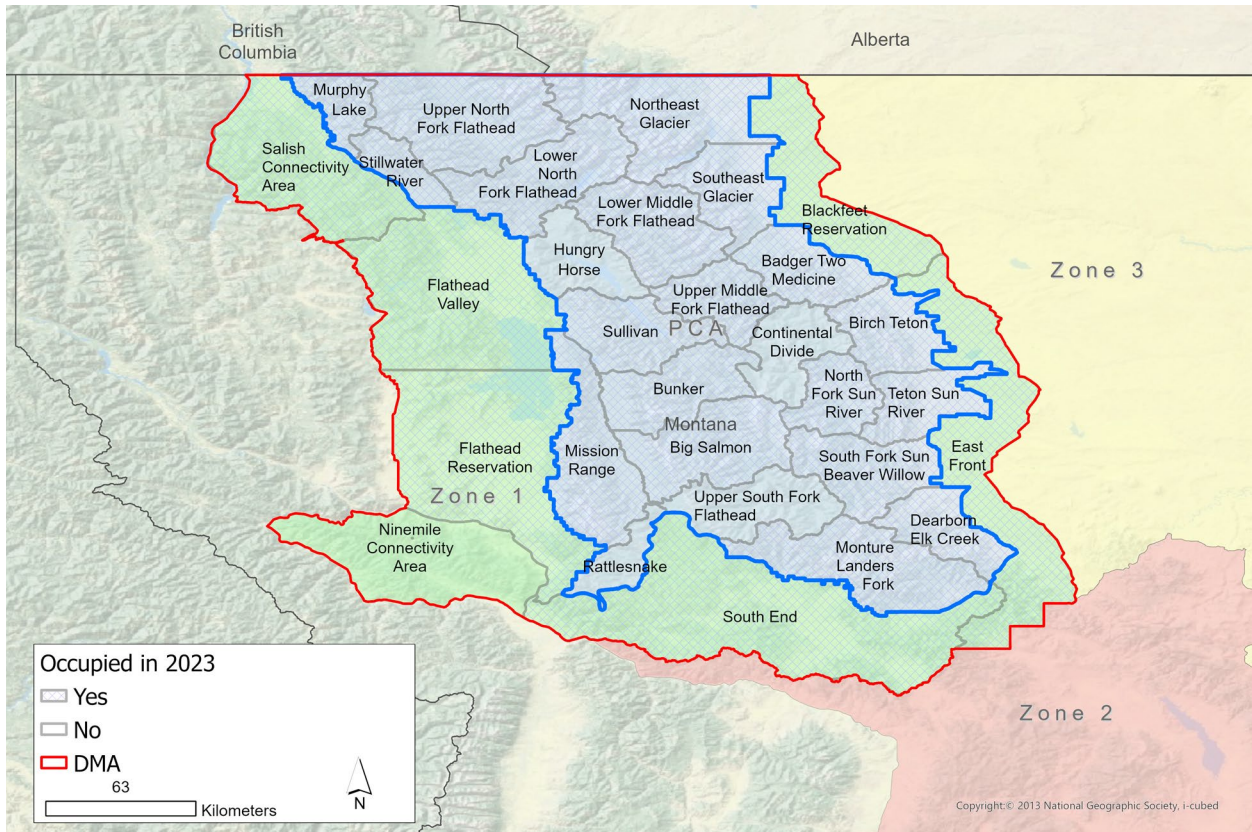 British
Columbia
Alberta
Murphy
Lake
Upper North
Fork Flathead
Northeast
Glacier
Salish
Connectivity
Area
Stillwater
River
Lower
North
Fork Flathead
Southeast
Glacier
Lower Middle
Fork Flathead
Blackfeet
Reservation
Hungry
Horse
Badger Two
Medicine
Zone 3
Flathead
Valley
Upper Middle
Fork Flathead
Sullivan
PCA
Continental
Divide
Birch Teton
Bunker
North
Fork Sun
River
Teton Sun
River
Montana
Big Salmon
Mission
Range
Flathead
Reservation
South Fork Sun
Beaver Willow
East
Front
Zone 1
Upper South Fork
Flathead
Ninemile
Connectivity
Area
Dearborn
Elk Creek
Monture
Landers
Fork
Rattlesnake
South End
Zone 2
Occupied in 2023
Yes
No
DMA
63
Kilometers
N
Copyright:© 2013 National Geographic Society, i-cubed